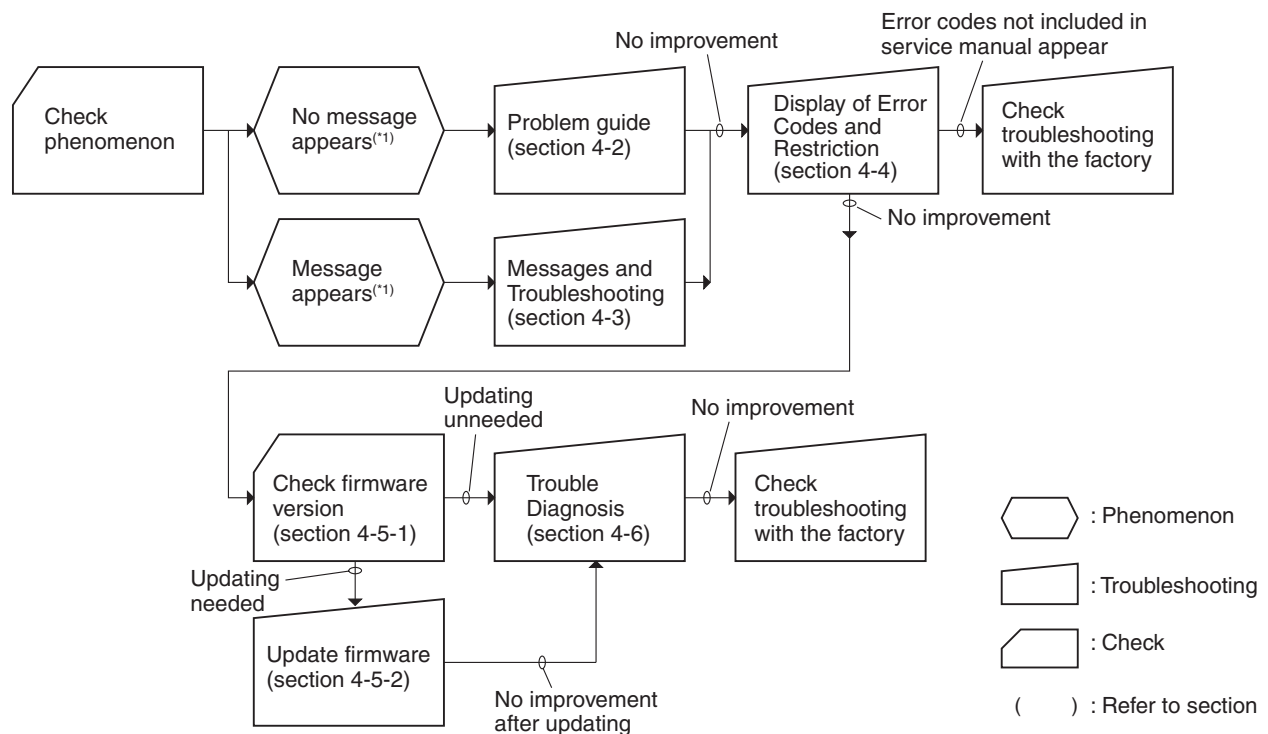 Check
phenomenon
No message
appears(*1)
Problem guide
(section 4-2)
No improvement
Display of Error
Codes and
Restriction
(section 4-4)
Error codes not included in
service manual appear
Check
troubleshooting
with the factory
No improvement
Message
appears(*1)
Messages and
Troubleshooting
(section 4-3)
Check firmware
version
(section 4-5-1)
Updating
unneeded
Trouble
Diagnosis
(section 4-6)
No improvement
Check
troubleshooting
with the factory
Updating
needed
Update firmware
(section 4-5-2)
No improvement
after updating
: Phenomenon
: Troubleshooting
: Check
( ) : Refer to section